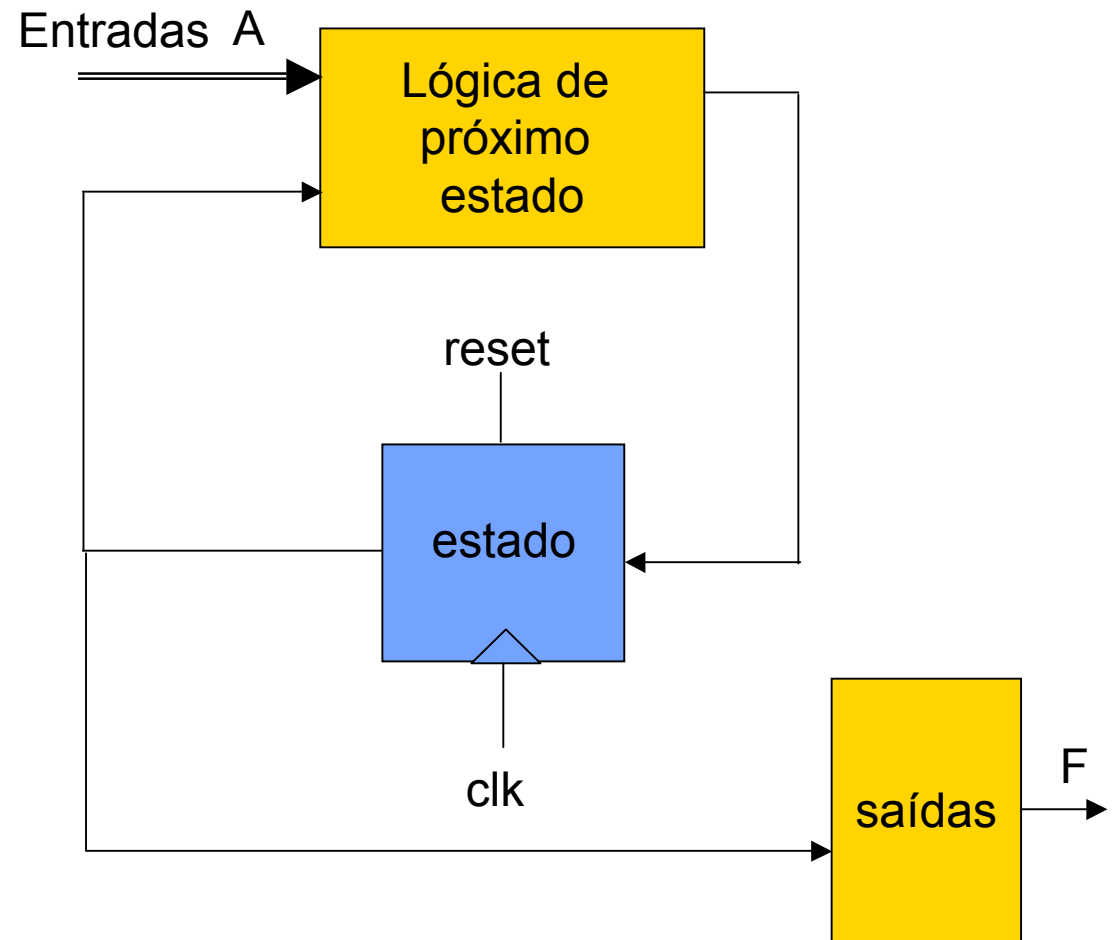 Entradas A
Lógica de
próximo
estado
reset
estado
clk
saídas
F